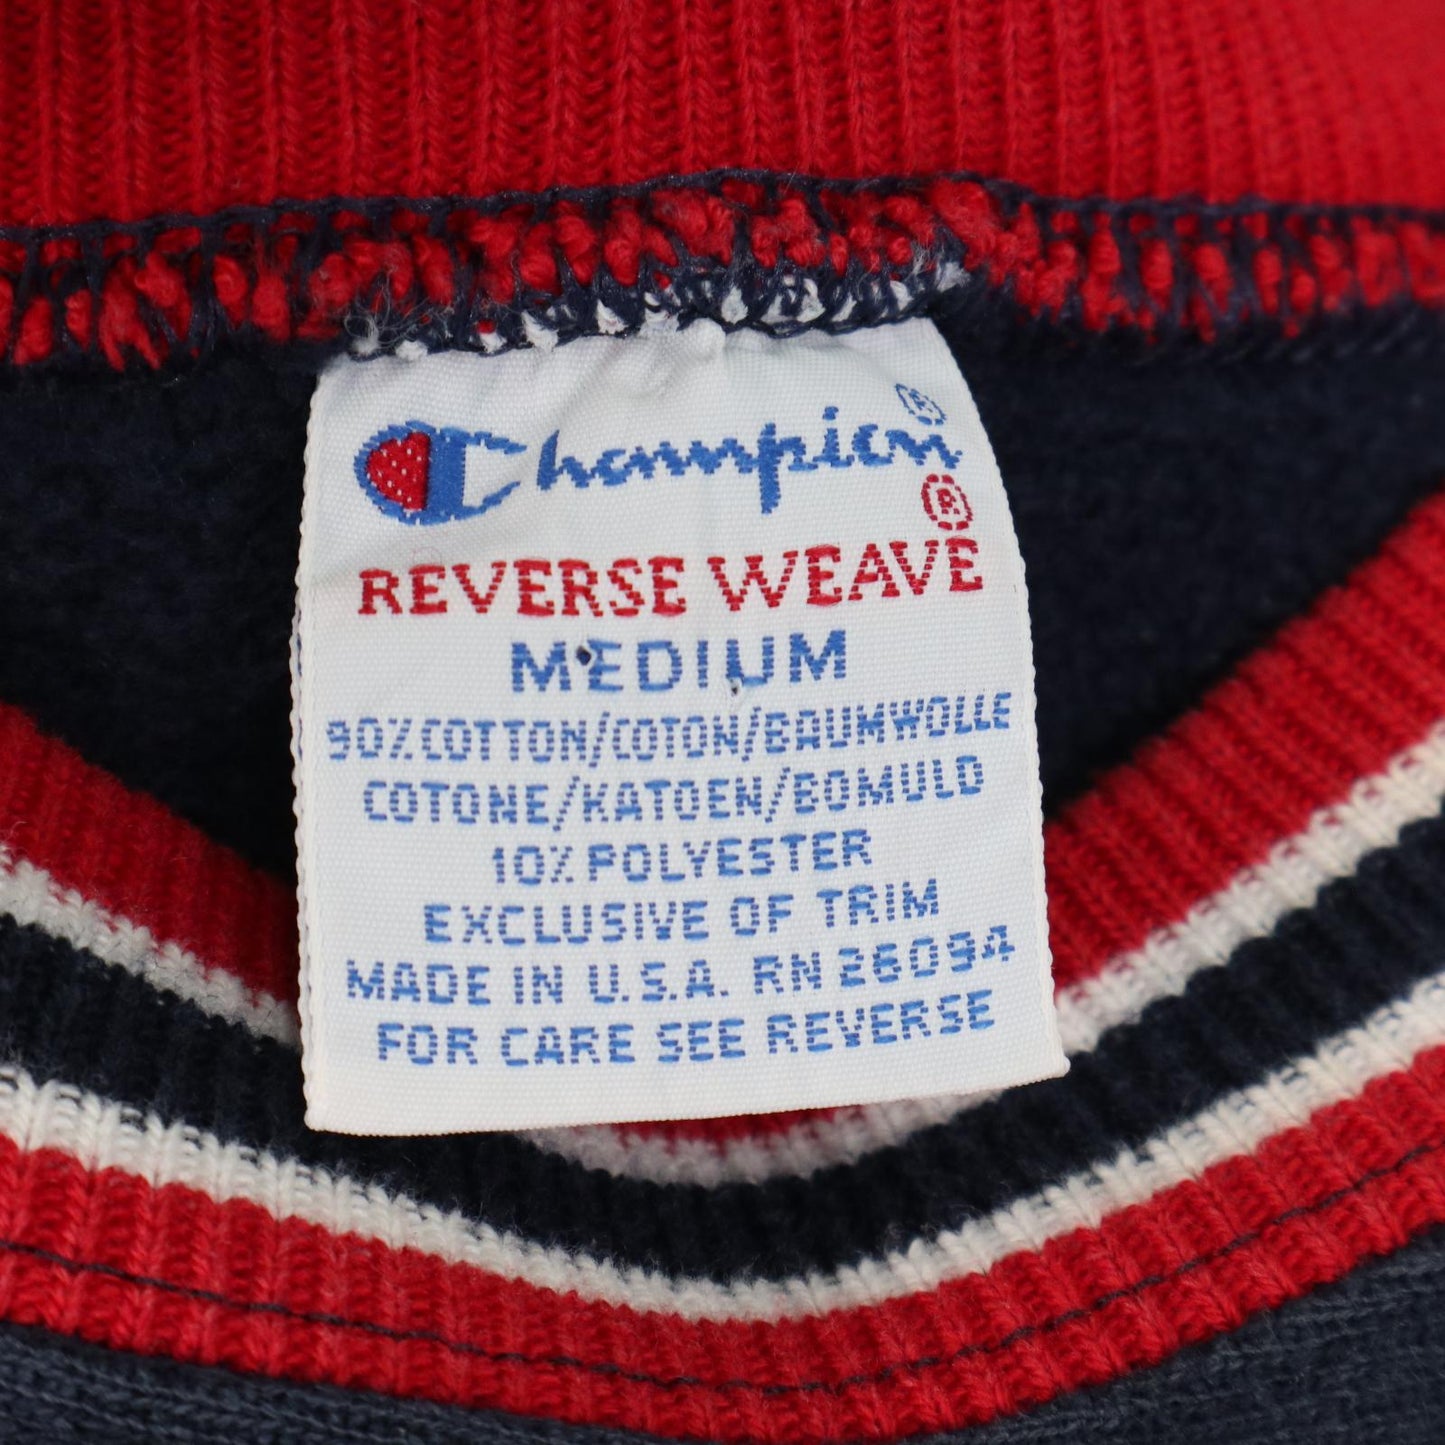 Champion®
®
REVERSE WEAVE
MEDIUM
90% COTTON/COTON/BAUMWOLLE
COTONE/KATOEN/BOMULD
10% POLYESTER
EXCLUSIVE OF TRIM
MADE IN U.S.A. RN 26094
FOR CARE SEE REVERSE